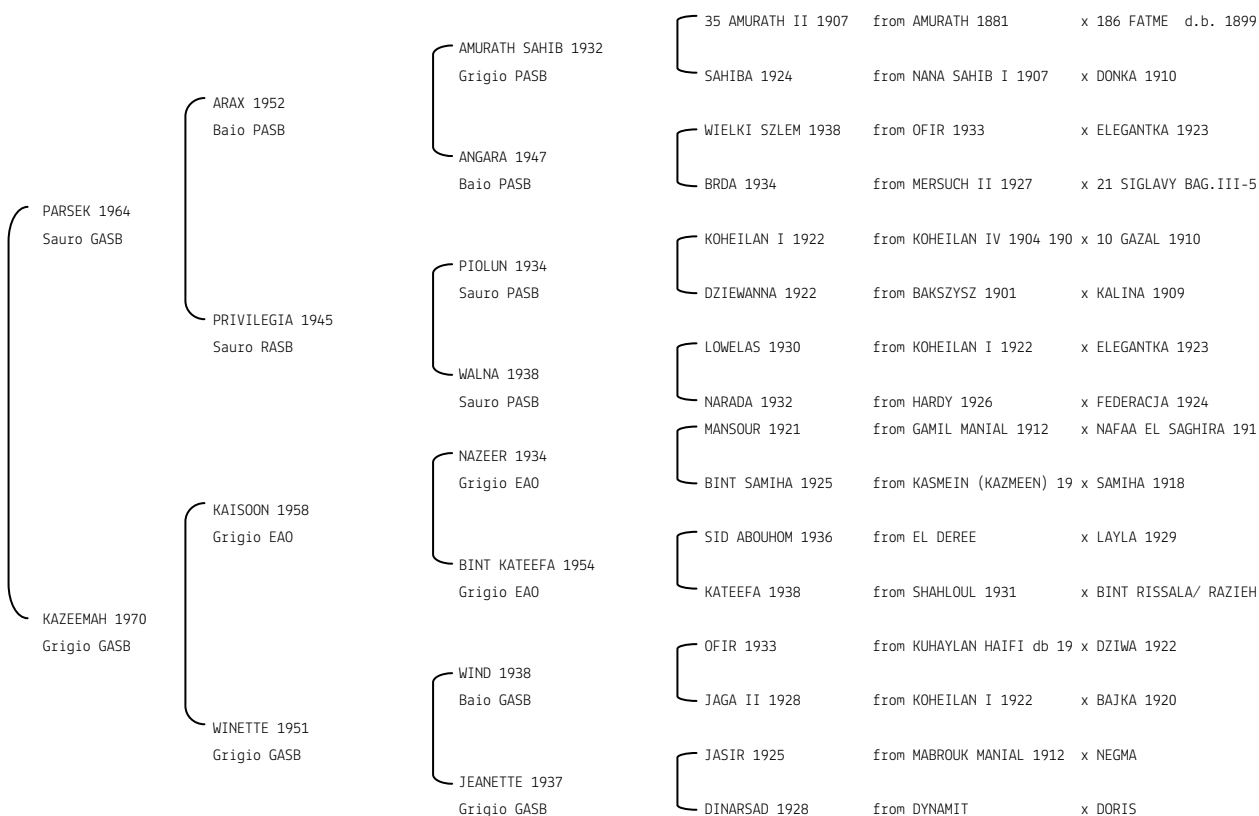 35 AMURATH II 1907 from AMURATH 1881 x 186 FATME d.b. 1899
AMURATH SAHIB 1932
Grigio PASB SAHIBA 1924 from NANA SAHIB I 1907 x DONKA 1910
ARAX 1952
Baio PASB WIELKI SZLEM 1938 from OFIR 1933 x ELEGANTKA 1923
ANGARA 1947
Baio PASB BRDA 1934 from MERSUCH II 1927 x 21 SIGLAVY BAG.III-5
PARSEK 1964
Sauro GASB KOHEILAN I 1922 from KOHEILAN IV 1904 190 x 10 GAZAL 1910
PIOLUN 1934
Sauro PASB DZIEWANNA 1922 from BAKSZYSZ 1901 x KALINA 1909
PRIVILEGIA 1945
Sauro RASB LOWELAS 1930 from KOHEILAN I 1922 x ELEGANTKA 1923
WALNA 1938
Sauro PASB NARADA 1932 from HARDY 1926 x FEDERACJA 1924
MANSOUR 1921 from GAMIL MANIAL 1912 x NAFAA EL SAGHIRA 191
NAZEER 1934
Grigio EAO BINT SAMIHA 1925 from KASMEIN (KAZMEEN) 19 x SAMIHA 1918
KAISOON 1958
Grigio EAO SID ABOUHOM 1936 from EL DEREE x LAYLA 1929
BINT KATEEFA 1954
Grigio EAO KATEEFA 1938 from SHAHLOUL 1931 x BINT RISSALA/ RAZIEH
KAZEEMAH 1970
Grigio GASB OFIR 1933 from KUHAYLAN HAIFI db 19 x DZIWA 1922
WIND 1938
Baio GASB JAGA II 1928 from KOHEILAN I 1922 x BAJKA 1920
WINETTE 1951
Grigio GASB JASIR 1925 from MABROUK MANIAL 1912 x NEGMA
JEANETTE 1937
Grigio GASB DINARSAD 1928 from DYNAMIT x DORIS